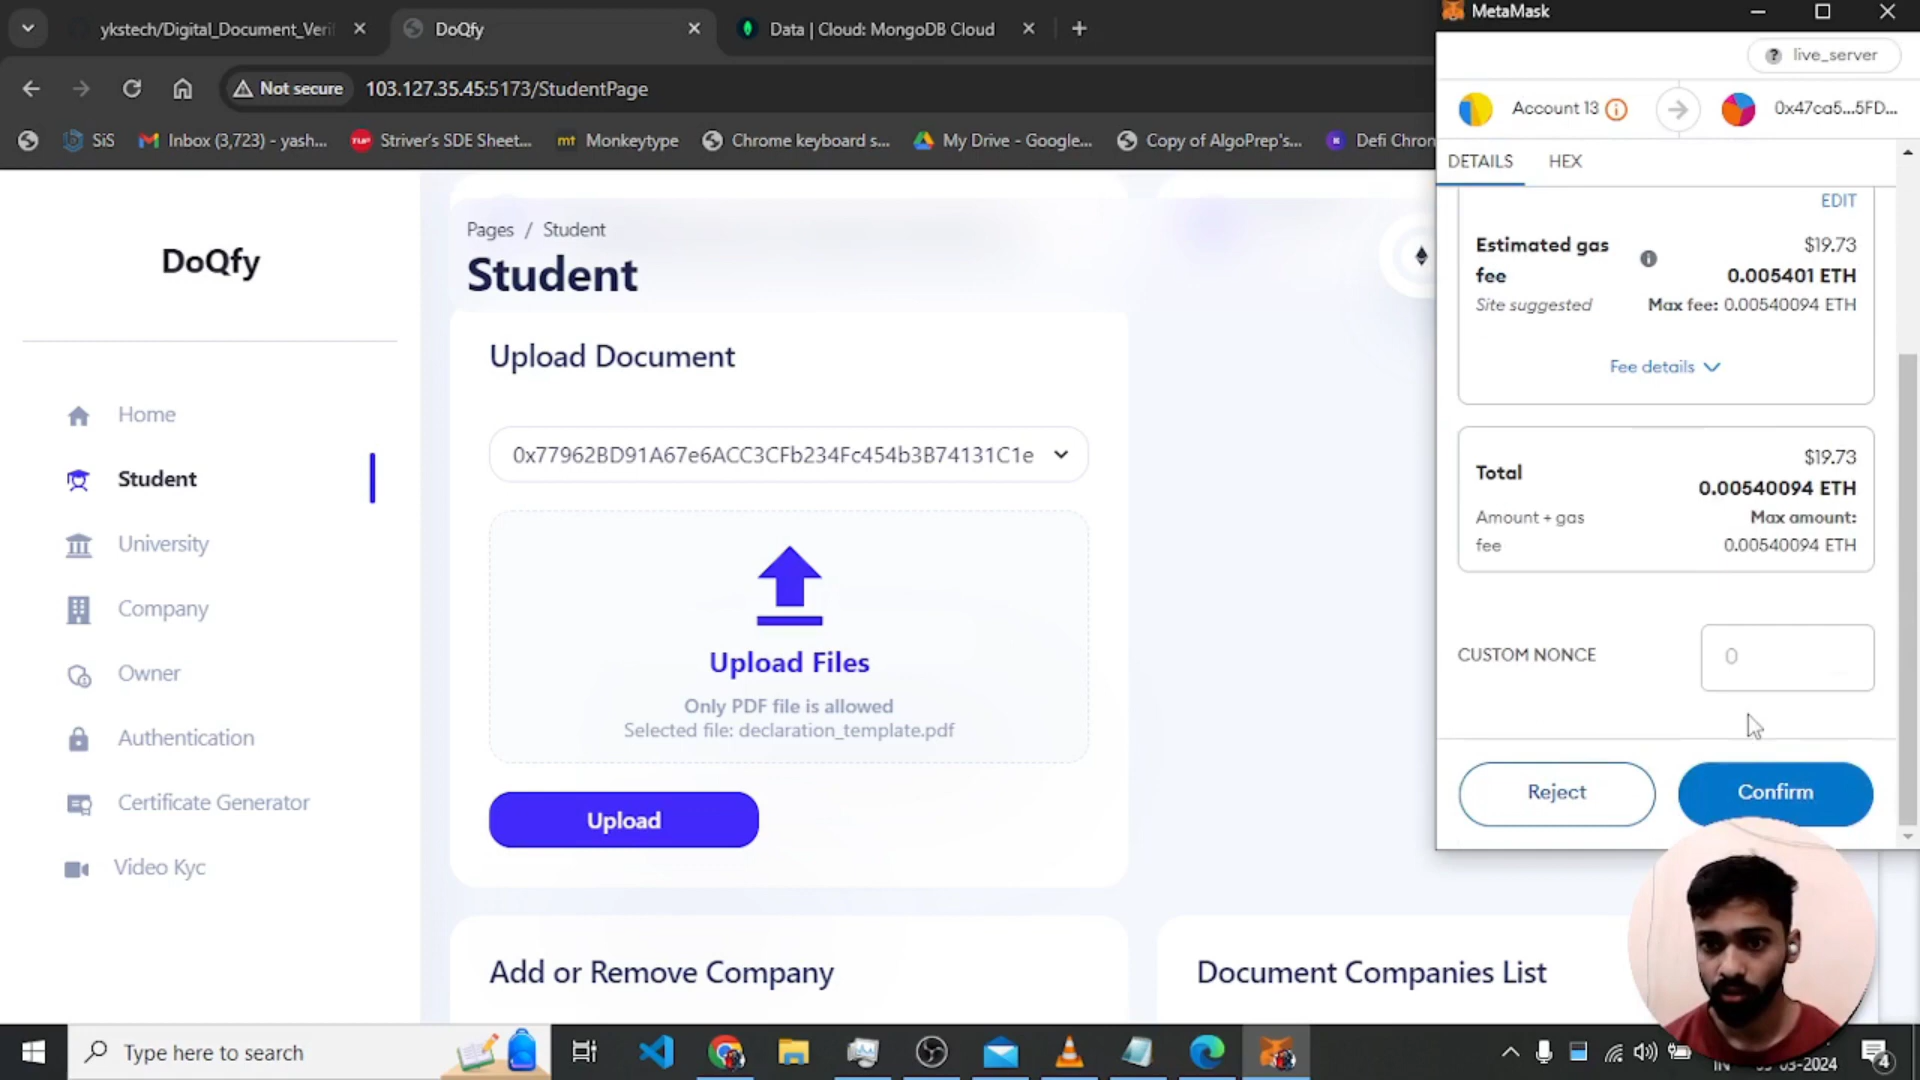 ykstech/Digital_Document_Veri
DoQfy
Data | Cloud: MongoDB Cloud
MetaMask
Not secure
103.127.35.45:5173/StudentPage
live_server
SiS
Inbox (3,723) - yash...
Striver's SDE Sheet...
mt
Monkeytype
Chrome keyboard s...
My Drive - Google...
Copy of AlgoPrep's...
Defi Chron
Account 13
0x47ca5...5FD...
DETAILS
HEX
DoQfy
Home
Student
University
Company
Owner
Authentication
Certificate Generator
Video Kyc
Pages / Student
Student
Upload Document
0x77962BD91A67e6ACC3CFb234Fc454b3B74131C1e
Upload Files
Only PDF file is allowed
Selected file: declaration_template.pdf
Upload
Add or Remove Company
Document Companies List
EDIT
Estimated gas fee
$19.73
0.005401 ETH
Site suggested
Max fee: 0.00540094 ETH
Fee details
Total
$19.73
0.00540094 ETH
Amount + gas fee
Max amount:
0.00540094 ETH
CUSTOM NONCE
0
Reject
Confirm
Type here to search
4